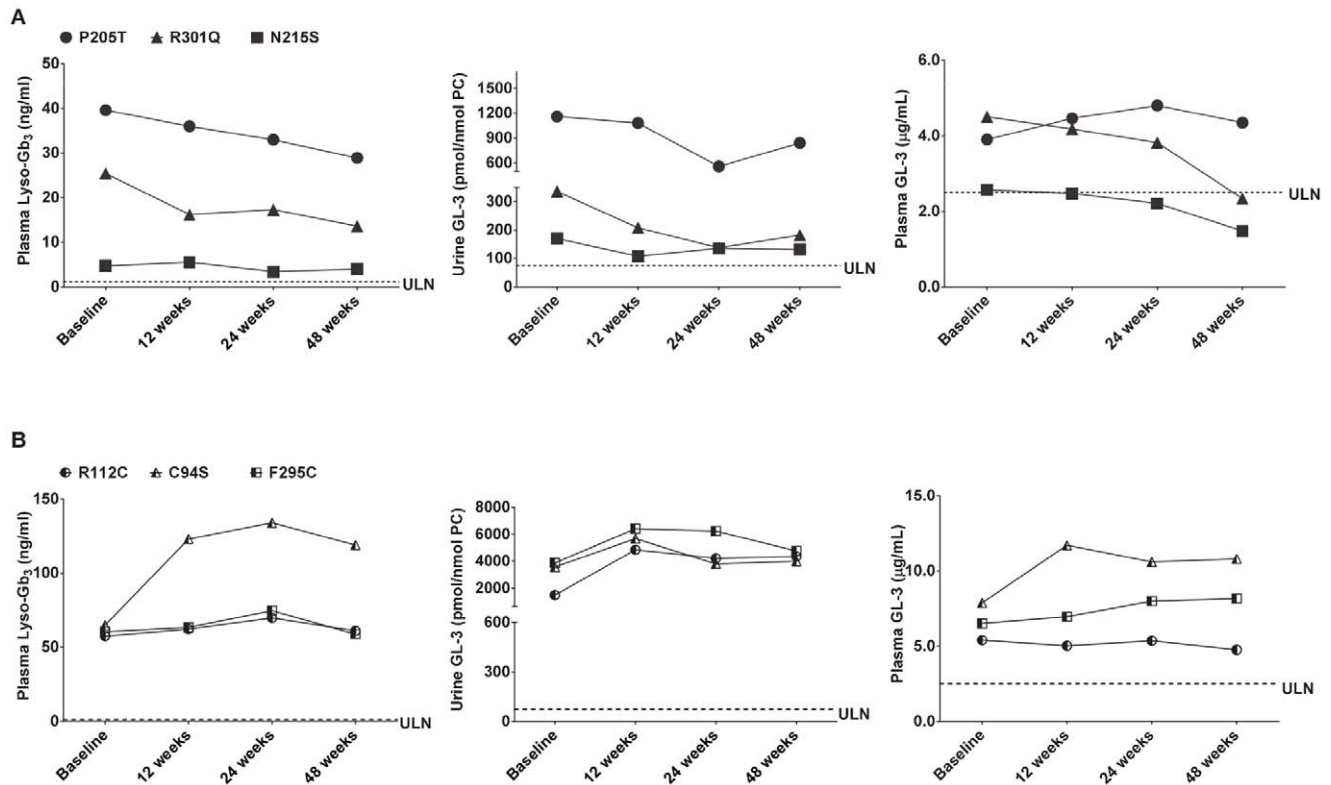 A
P205T R301Q N215S
Plasma Lyso-Gb3 (ng/ml)
50
40
30
20
10
0
ULN
Baseline
12 weeks
24 weeks
48 weeks
Urine GL-3 (pmol/nmol PC)
1500
1200
900
600
300
200
100
0
ULN
Baseline
12 weeks
24 weeks
48 weeks
Plasma GL-3 (μg/mL)
6.0
4.0
2.0
0.0
ULN
Baseline
12 weeks
24 weeks
48 weeks
B
R112C C94S F295C
Plasma Lyso-Gb3 (ng/ml)
150
100
50
0
ULN
Baseline
12 weeks
24 weeks
48 weeks
Urine GL-3 (pmol/nmol PC)
8000
6000
4000
2000
600
300
0
ULN
Baseline
12 weeks
24 weeks
48 weeks
Plasma GL-3 (μg/mL)
15.0
10.0
5.0
0.0
ULN
Baseline
12 weeks
24 weeks
48 weeks